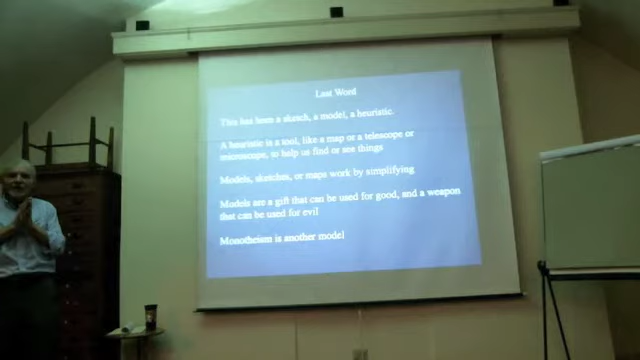 Last Word
This has been a sketch, a model, a heuristic.
A heuristic is a tool, like a map or a telescope or
microscope, to help us find or see things
Models, sketches, or maps work by simplifying
Models are a gift that can be used for good, and a weapon
that can be used for evil
Monotheism is another model